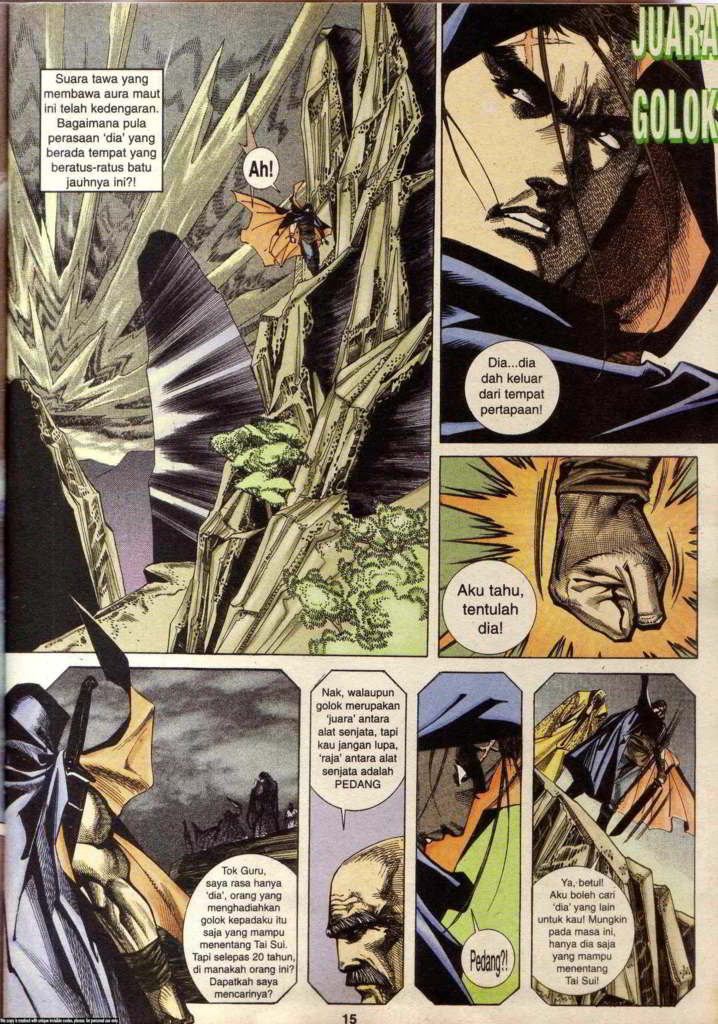 Suara tawa yang
membawa aura maut
ini telah kedengaran.
Bagaimana pula
perasaan 'dia' yang
berada tempat yang
beratus-ratus batu
jauhnya ini?!
Ah!
JUARA
GOLOK
Dia...dia
dah keluar
dari tempat
pertapaan!
Aku tahu,
tentulah
dia!
Tok Guru,
saya rasa hanya
'dia', orang yang
menghadiahkan
golok kepadaku itu
saja yang mampu
menentang Tai Sui.
Tapi selepas 20 tahun,
di manakah orang ini?
Dapatkah saya
mencarinya?
Nak, walaupun
golok merupakan
'juara' antara
alat senjata, tapi
kau jangan lupa,
'raja' antara alat
senjata adalah
PEDANG
Pedang?!
Ya, betul!
Aku boleh cari
'dia' yang lain
untuk kau! Mungkin
pada masa ini,
hanya dia saja
yang mampu
menentang
Tai Sui!
15